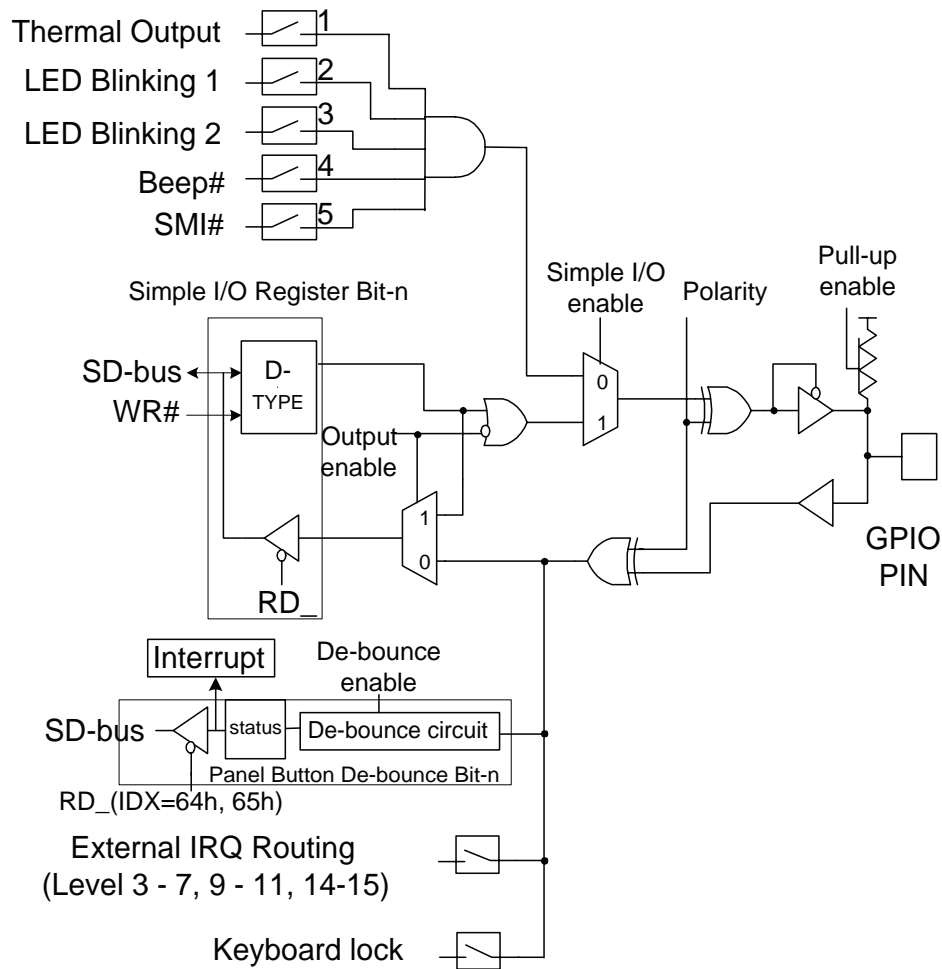 Thermal Output
1
LED Blinking 1
2
LED Blinking 2
3
Beep#
4
SMI#
5
Simple I/O Register Bit-n
Simple I/O
enable
Polarity
Pull-up
enable
SD-bus
WR#
D-
TYPE
0
1
Output
enable
1
0
RD_
GPIO
PIN
Interrupt
De-bounce
enable
SD-bus
status
De-bounce circuit
Panel Button De-bounce Bit-n
RD_(IDX=64h, 65h)
External IRQ Routing
(Level 3 - 7, 9 - 11, 14-15)
Keyboard lock